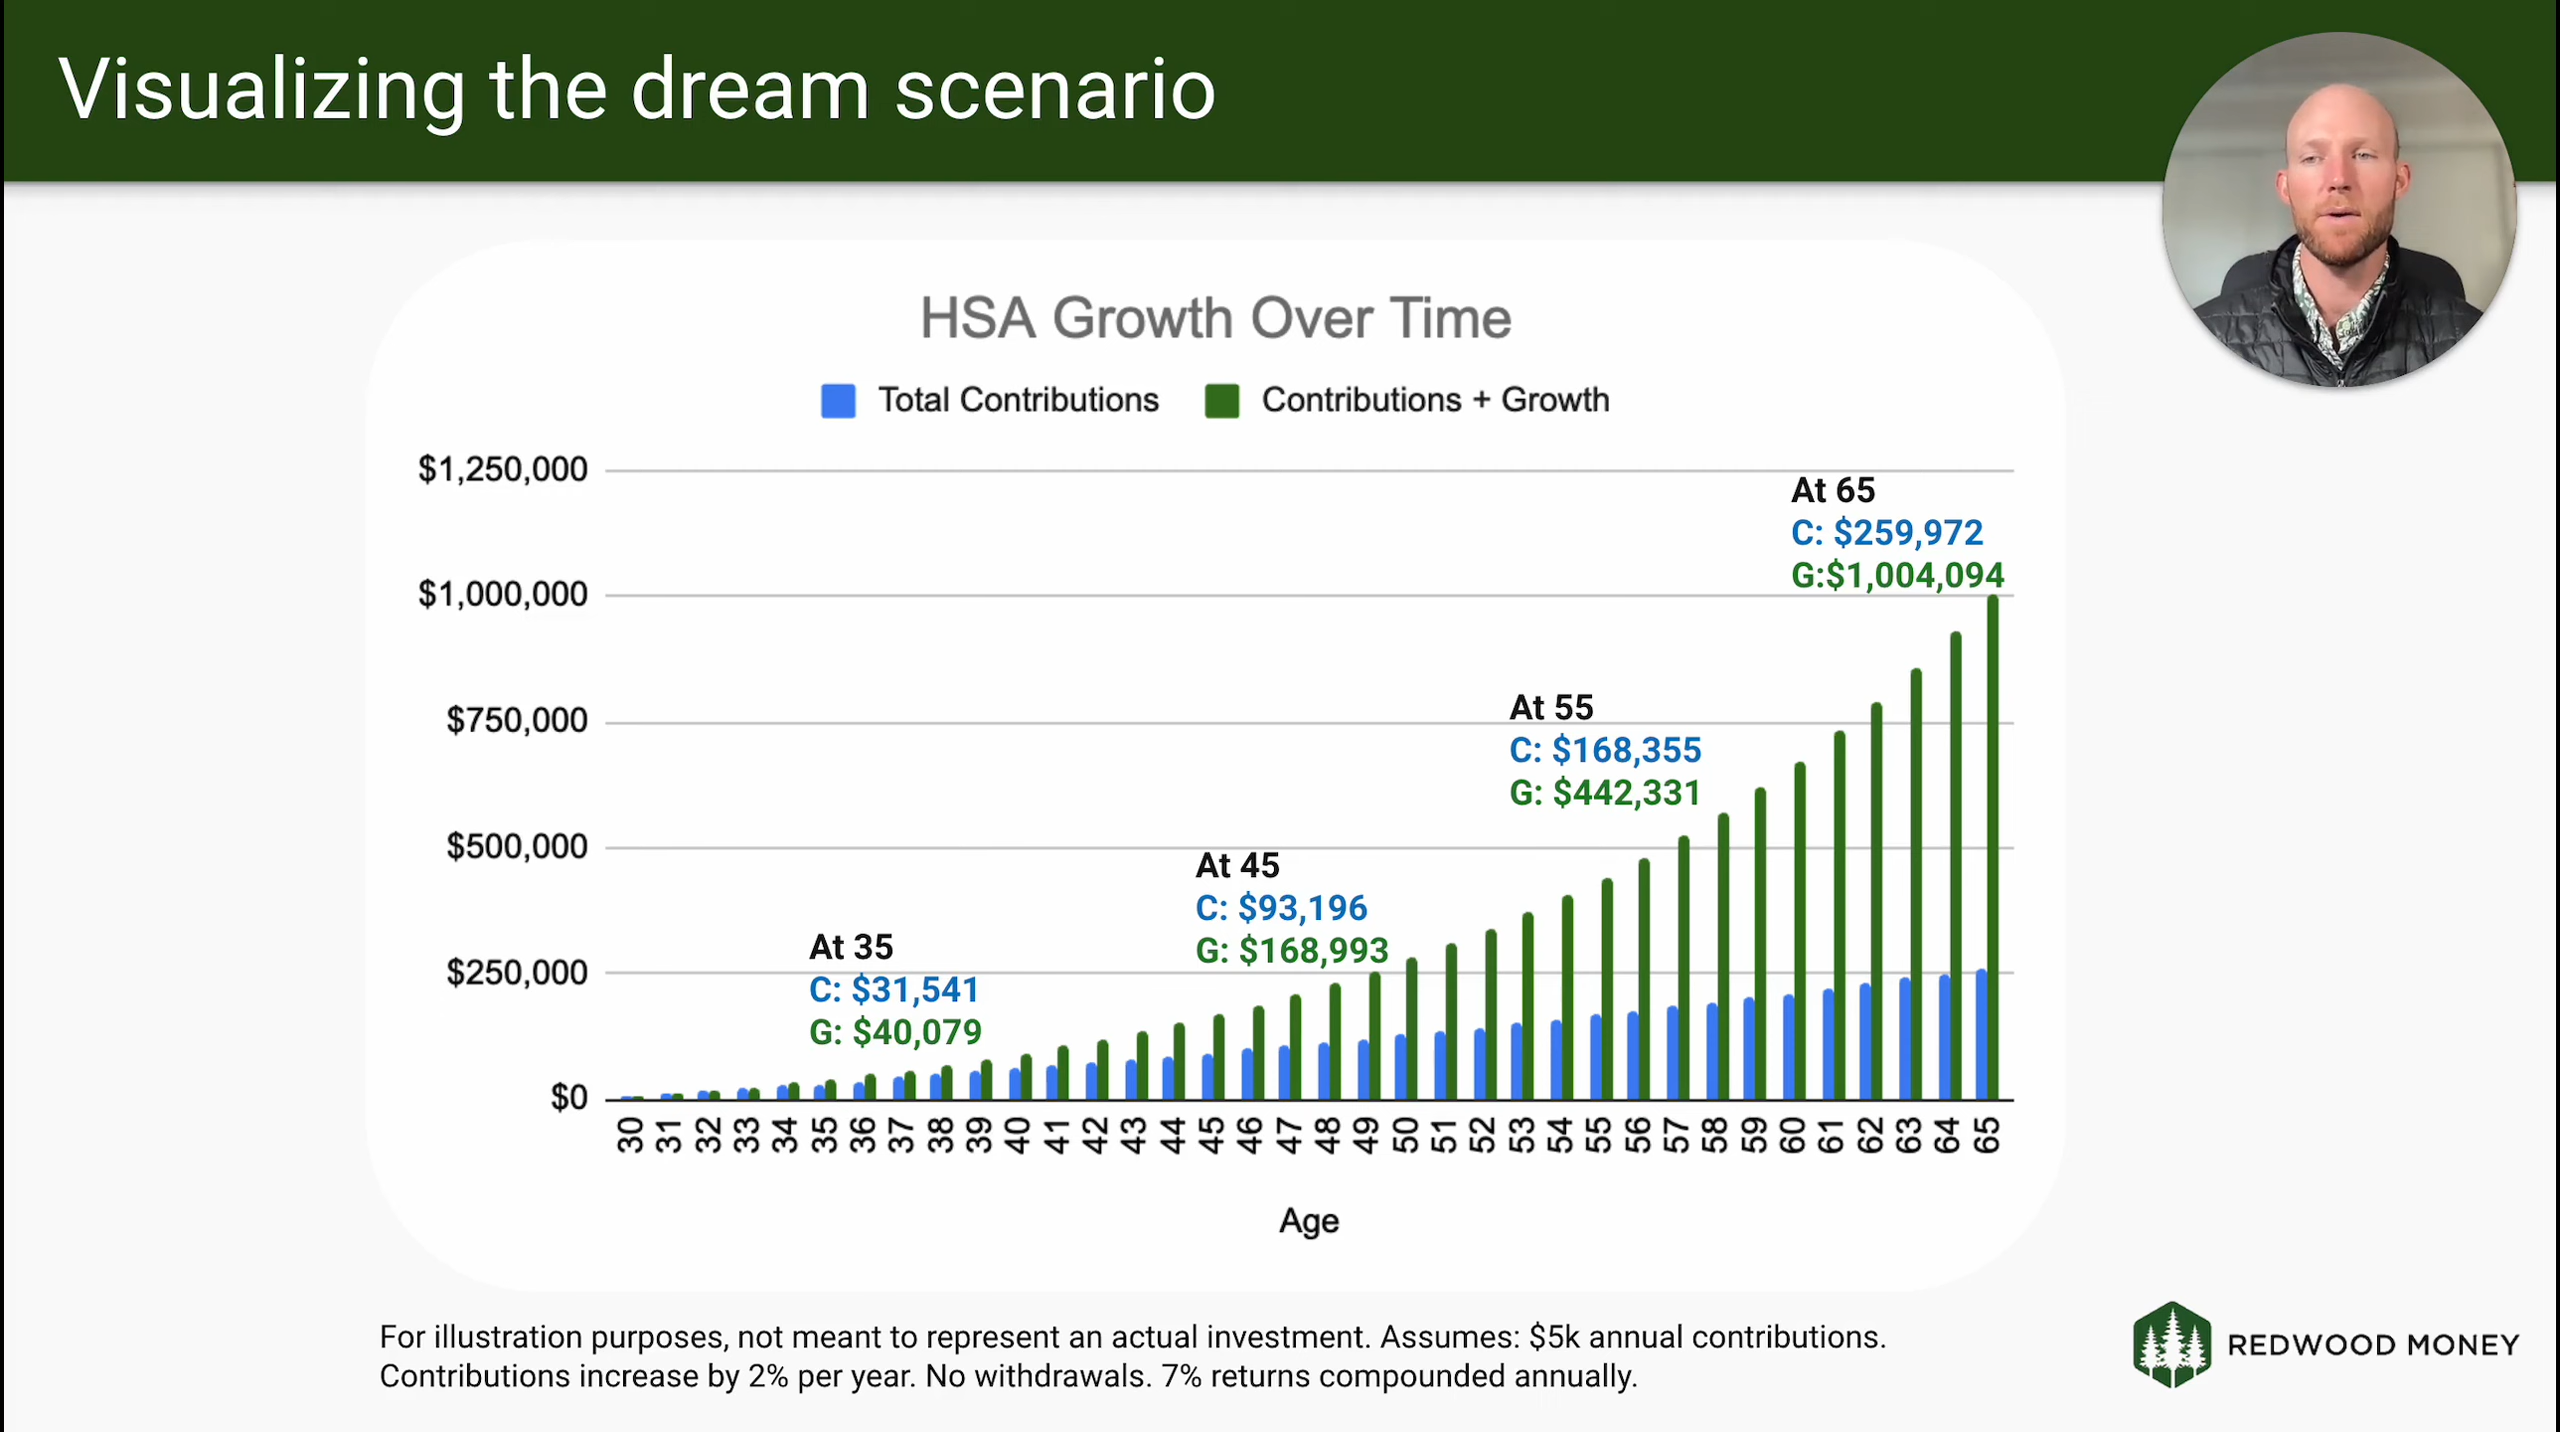 Visualizing the dream scenario
HSA Growth Over Time
Total Contributions
Contributions + Growth
$1,250,000
$1,000,000
$750,000
$500,000
$250,000
$0
At 35
C: $31,541
G: $40,079
At 45
C: $93,196
G: $168,993
At 55
C: $168,355
G: $442,331
At 65
C: $259,972
G:$1,004,094
30
31
32
33
34
35
36
37
38
39
40
41
42
43
44
45
46
47
48
49
50
51
52
53
54
55
56
57
58
59
60
61
62
63
64
65
Age
For illustration purposes, not meant to represent an actual investment. Assumes: $5k annual contributions.
Contributions increase by 2% per year. No withdrawals. 7% returns compounded annually.
REDWOOD MONEY